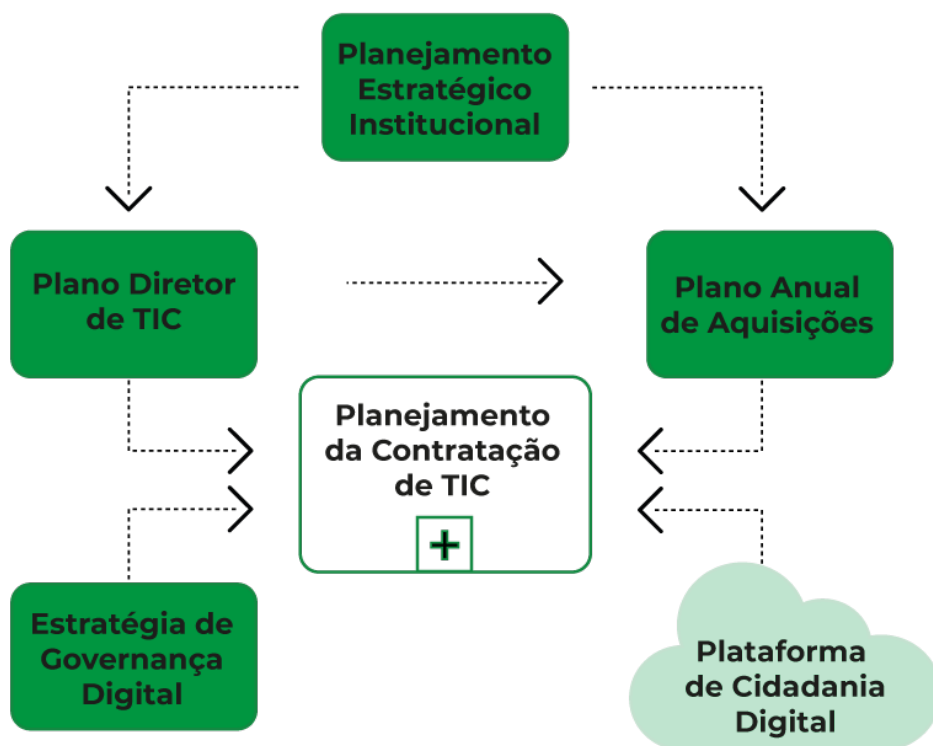 Planejamento
Estratégico
Institucional
Plano Diretor
de TIC
Plano Anual
de Aquisições
Planejamento
da Contratação
de TIC
+
Estratégia de
Governança
Digital
Plataforma
de Cidadania
Digital